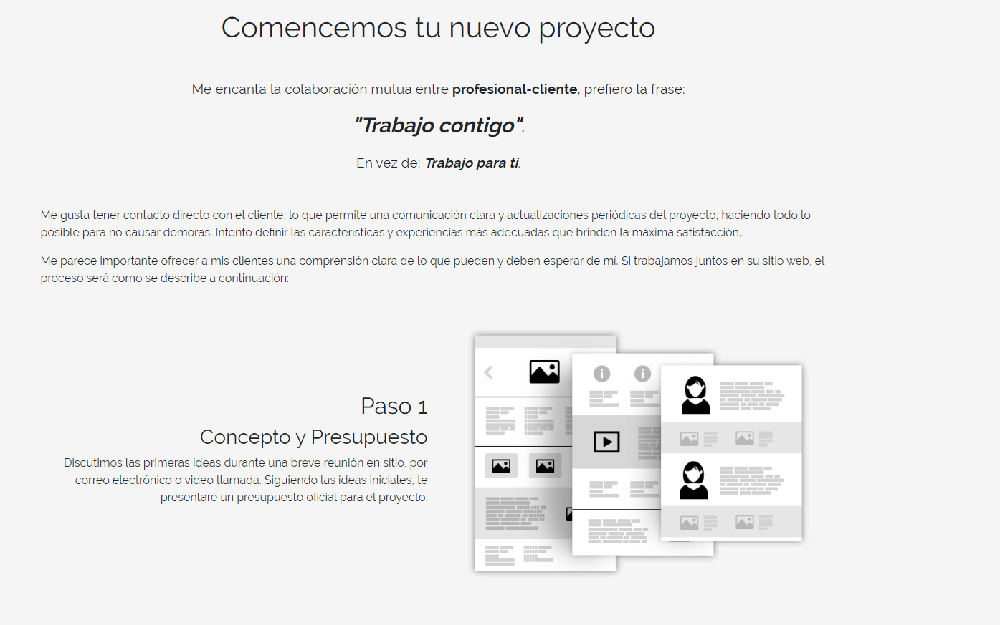 Comencemos tu nuevo proyecto
Me encanta la colaboración mutua entre profesional-cliente, prefiero la frase:
"Trabajo contigo".
En vez de: Trabajo para ti.
Me gusta tener contacto directo con el cliente, lo que permite una comunicación clara y actualizaciones periódicas del proyecto, haciendo todo lo
posible para no causar demoras. Intento definir las características y experiencias más adecuadas que brinden la máxima satisfacción.
Me parece importante ofrecer a mis clientes una comprensión clara de lo que pueden y deben esperar de mí. Si trabajamos juntos en su sitio web, el
proceso será como se describe a continuación:
Paso 1
Concepto y Presupuesto
Discutimos las primeras ideas durante una breve reunión en sitio, por
correo electrónico o video llamada. Siguiendo las ideas iniciales, te
presentaré un presupuesto oficial para el proyecto.